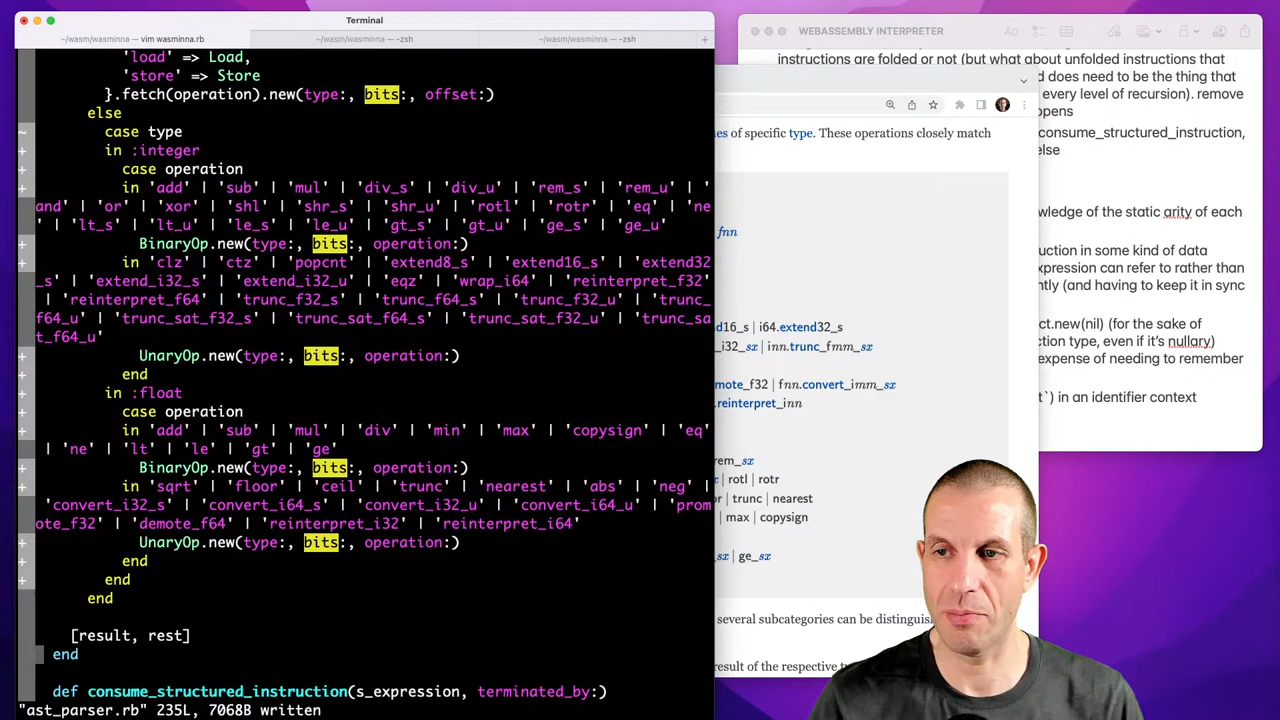 Terminal
~/wasm/wasminna — vim wasminna.rb
~/wasm/wasminna — -zsh
~/wasm/wasminna — -zsh
+
'load' => Load,
'store' => Store
}.fetch(operation).new(type:, bits:, offset:)
else
~ case type
+ in :integer
+ case operation
+ in 'add' | 'sub' | 'mul' | 'div_s' | 'div_u' | 'rem_s' | 'rem_u' | '
and' | 'or' | 'xor' | 'shl' | 'shr_s' | 'shr_u' | 'rotl' | 'rotr' | 'eq' | 'ne
' | 'lt_s' | 'lt_u' | 'le_s' | 'le_u' | 'gt_s' | 'gt_u' | 'ge_s' | 'ge_u'
+ BinaryOp.new(type:, bits:, operation:)
+ in 'clz' | 'ctz' | 'popcnt' | 'extend8_s' | 'extend16_s' | 'extend32
_s' | 'extend_i32_s' | 'extend_i32_u' | 'eqz' | 'wrap_i64' | 'reinterpret_f32'
| 'reinterpret_f64' | 'trunc_f32_s' | 'trunc_f64_s' | 'trunc_f32_u' | 'trunc_
f64_u' | 'trunc_sat_f32_s' | 'trunc_sat_f64_s' | 'trunc_sat_f32_u' | 'trunc_sa
t_f64_u'
+ UnaryOp.new(type:, bits:, operation:)
+ end
+ in :float
+ case operation
+ in 'add' | 'sub' | 'mul' | 'div' | 'min' | 'max' | 'copysign' | 'eq'
| 'ne' | 'lt' | 'le' | 'gt' | 'ge'
+ BinaryOp.new(type:, bits:, operation:)
+ in 'sqrt' | 'floor' | 'ceil' | 'trunc' | 'nearest' | 'abs' | 'neg' |
'convert_i32_s' | 'convert_i64_s' | 'convert_i32_u' | 'convert_i64_u' | 'prom
ote_f32' | 'demote_f64' | 'reinterpret_i32' | 'reinterpret_i64'
+ UnaryOp.new(type:, bits:, operation:)
+ end
+ end
end
[result, rest]
end
def consume_structured_instruction(s_expression, terminated_by:)
"ast_parser.rb" 235L, 7068B written
WEBASSEMBLY INTERPRETER
instructions are folded or not (but what about unfolded instructions that
d does need to be the thing that
every level of recursion). remove
opens
consume_structured_instruction,
else
wledge of the static arity of each
uction in some kind of data
expression can refer to rather than
ntly (and having to keep it in sync
ct.new(nil) (for the sake of
ction type, even if it's nullary)
expense of needing to remember
t`) in an identifier context
es of specific type. These operations closely match
fnn
d16_s | i64.extend32_s
_i32_sx | inn.trunc_fmm_sx
mote_f32 | fnn.convert_imm_sx
.reinterpret_inn
rem_sx
| rotl | rotr
or | trunc | nearest
| max | copysign
sx | ge_sx
several subcategories can be distinguis
result of the respective t